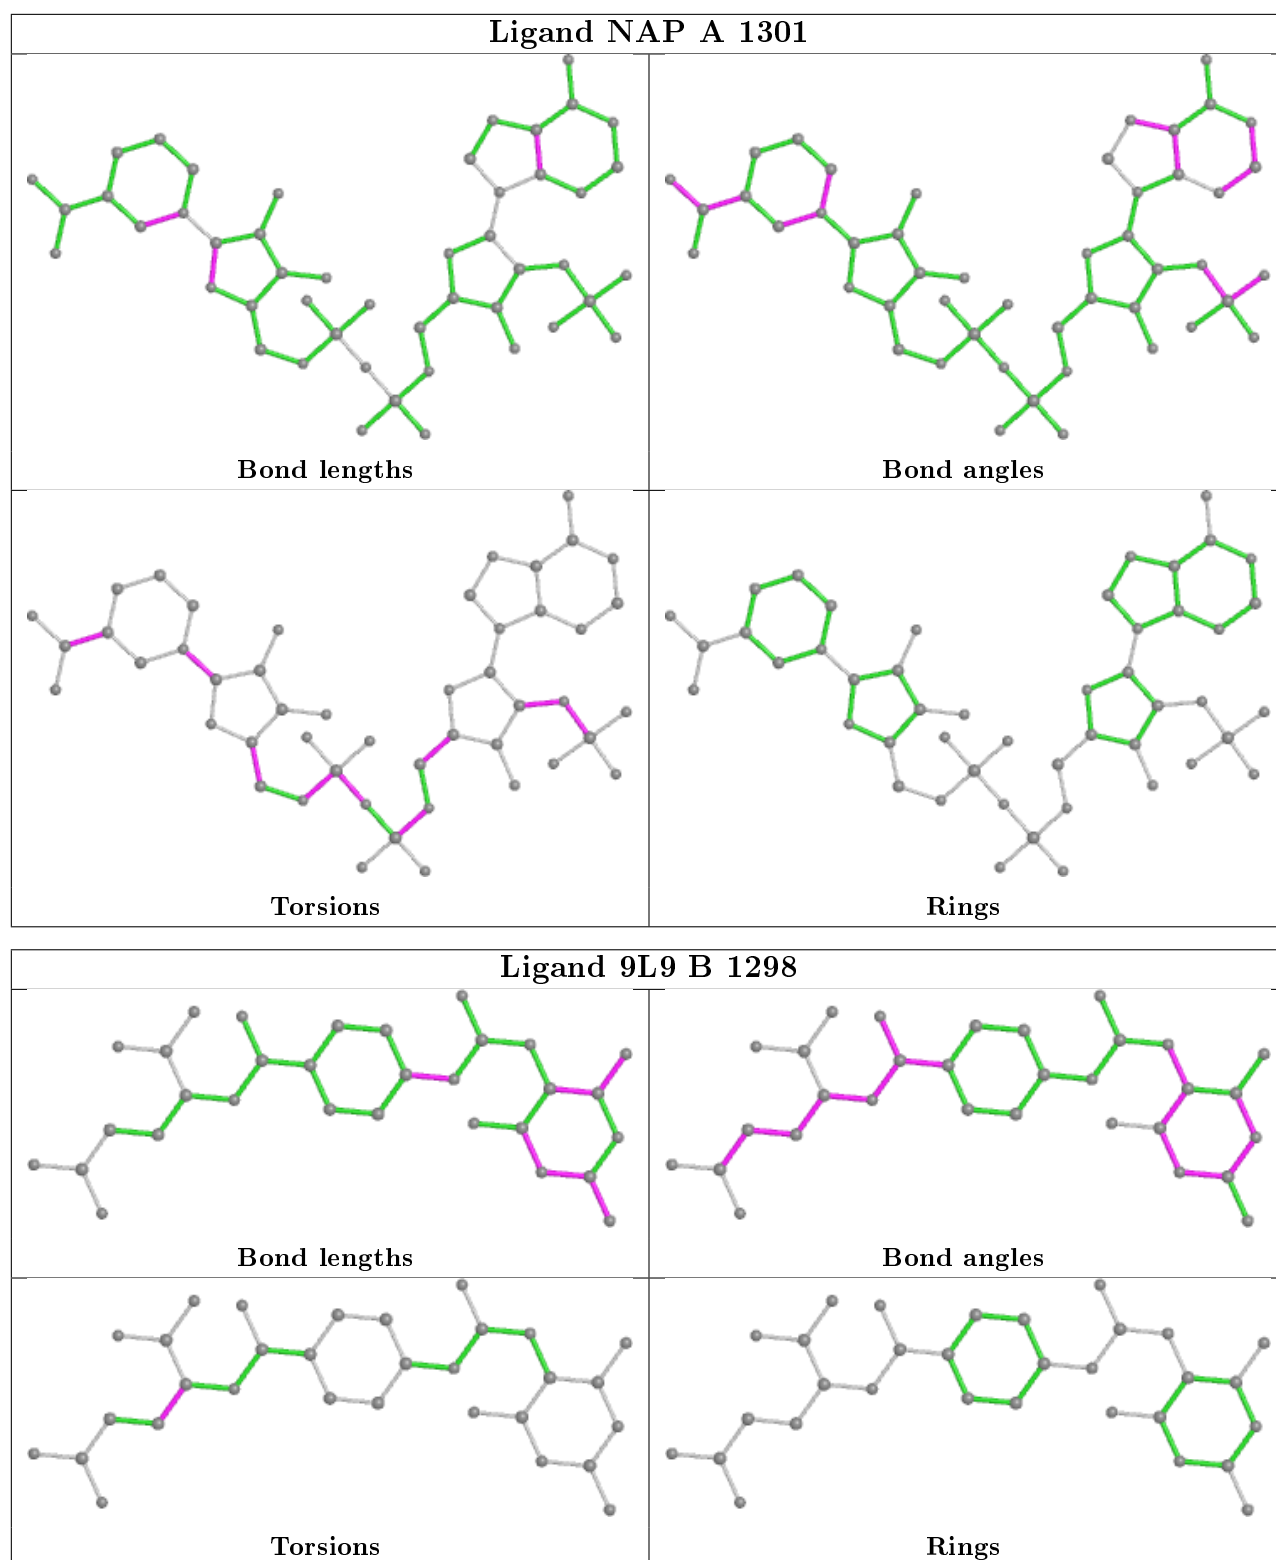 Ligand NAP A 1301
Bond lengths
Bond angles
Torsions
Rings
Ligand 9L9 B 1298
Bond lengths
Bond angles
Torsions
Rings